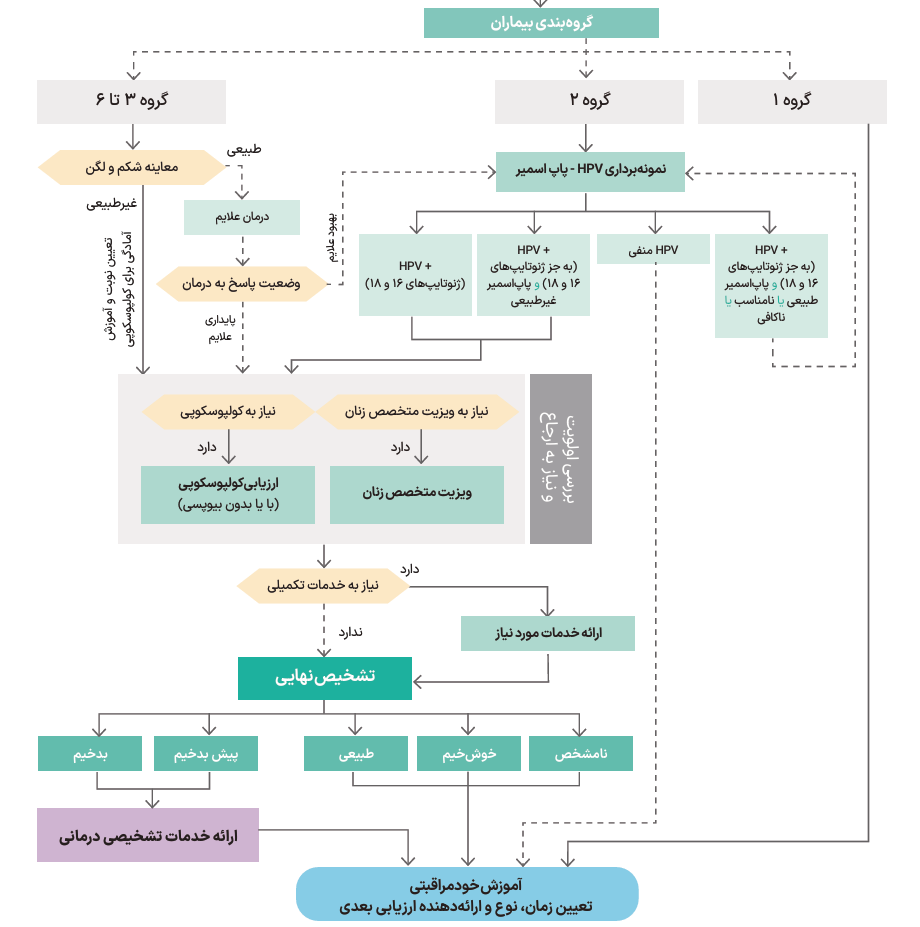 گروه‌بندی بیماران
گروه ۱
گروه ۲
گروه ۳ تا ۶
نمونه‌برداری HPV - پاپ اسمیر
معاینه شکم و لگن
طبیعی
غیرطبیعی
درمان علایم
بهبود علایم
تعیین نوبت و آموزش
آمادگی برای کولپوسکوپی
وضعیت پاسخ به درمان
پایداری
علایم
HPV +
(به جز ژنوتایپ‌های
۱۶ و ۱۸) و پاپ‌اسمیر
طبیعی یا نامناسب یا
ناکافی
HPV منفی
HPV +
(به جز ژنوتایپ‌های
۱۶ و ۱۸) و پاپ‌اسمیر
غیرطبیعی
HPV +
(ژنوتایپ‌های ۱۶ و ۱۸)
بررسی اولویت
و نیاز به ارجاع
نیاز به ویزیت متخصص زنان
نیاز به کولپوسکوپی
دارد
دارد
ویزیت متخصص زنان
ارزیابی‌کولپوسکوپی
(با یا بدون بیوپسی)
نیاز به خدمات تکمیلی
دارد
ندارد
ارائه خدمات مورد نیاز
تشخیص‌نهایی
نامشخص
خوش‌خیم
طبیعی
پیش بدخیم
بدخیم
ارائه خدمات تشخیصی درمانی
آموزش‌خودمراقبتی
تعیین زمان، نوع و ارائه‌دهنده ارزیابی بعدی